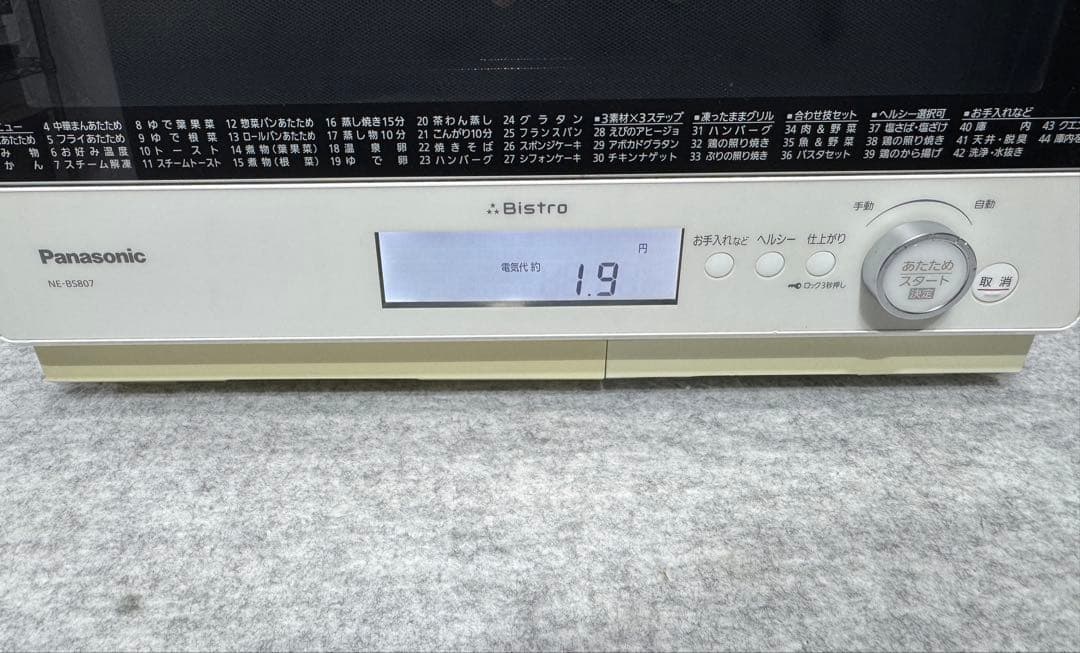 ニュー
4 中華まんあたため
8 ゆで葉果菜
12 惣菜パンあたため
16 蒸し焼き15分
20 茶わん蒸し
24 グラタン
■3素材×3ステップ
■凍ったままグリル
■合わせ技セット
■ヘルシー選択可
■お手入れなど
あたため
5 フライあたため
9 ゆで根菜
13 ロールパンあたため
17 蒸し物10分
21 こんがり10分
25 フランスパン
28 えびのアヒージョ
31 ハンバーグ
34 肉&野菜
37 塩さば・塩ざけ
40 庫内
43 クエ
み物
6 お好み温度
10 トースト
14 煮物(葉果菜)
18 温泉卵
22 焼きそば
26 スポンジケーキ
29 アボカドグラタン
32 鶏の照り焼き
35 魚&野菜
38 鶏の照り焼き
41 天井・脱臭
44 庫内
かん
7 スチーム解凍
11 スチームトースト
15 煮物(根菜)
19 ゆで卵
23 ハンバーグ
27 シフォンケーキ
30 チキンナゲット
33 ぶりの照り焼き
36 パスタセット
39 鶏のから揚げ
42 洗浄・水抜き
Bistro
Panasonic
NE-BS807
円
電気代 約
1.9
お手入れなど
ヘルシー
仕上がり
ロック3秒押し
手動
自動
あたため
スタート
決定
取消